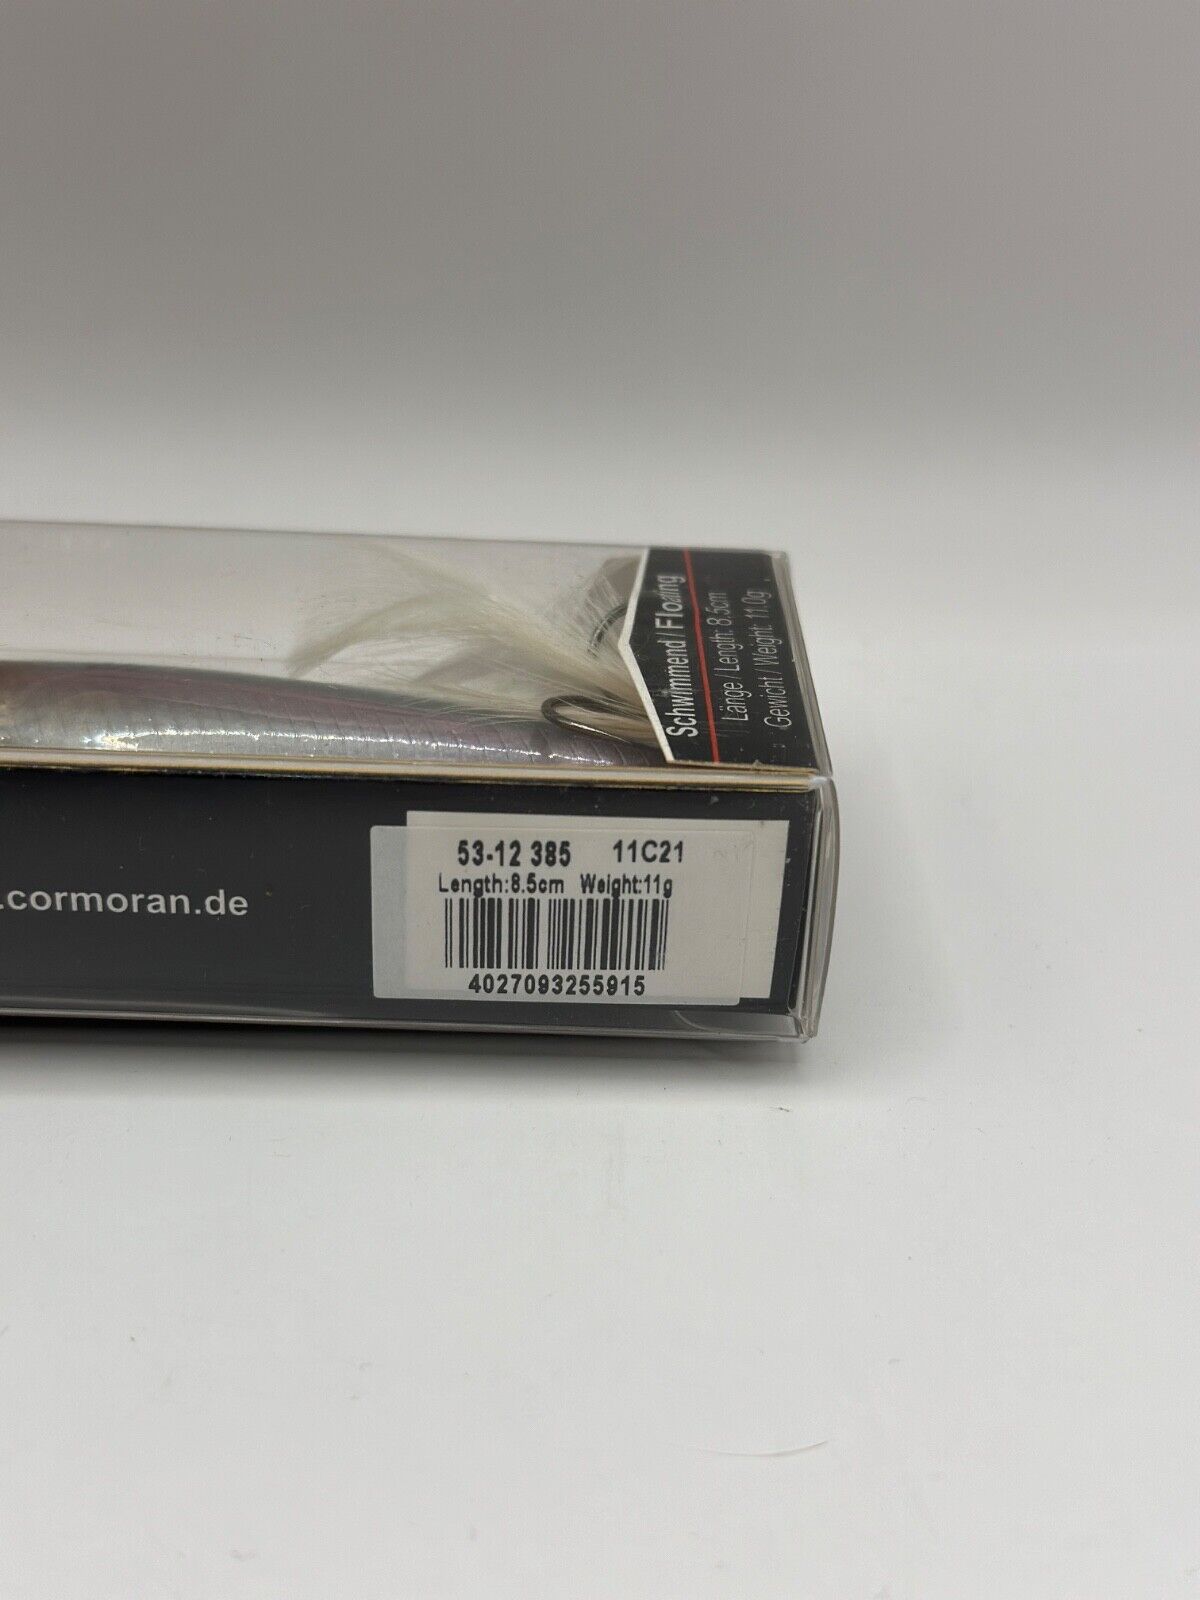 Schwimmend / Floating
Länge / Length: 8.5cm
Gewicht / Weight: 11.0g
53-12 385 11C21
Length:8.5cm Weight:11g
.cormoran.de
4027093255915